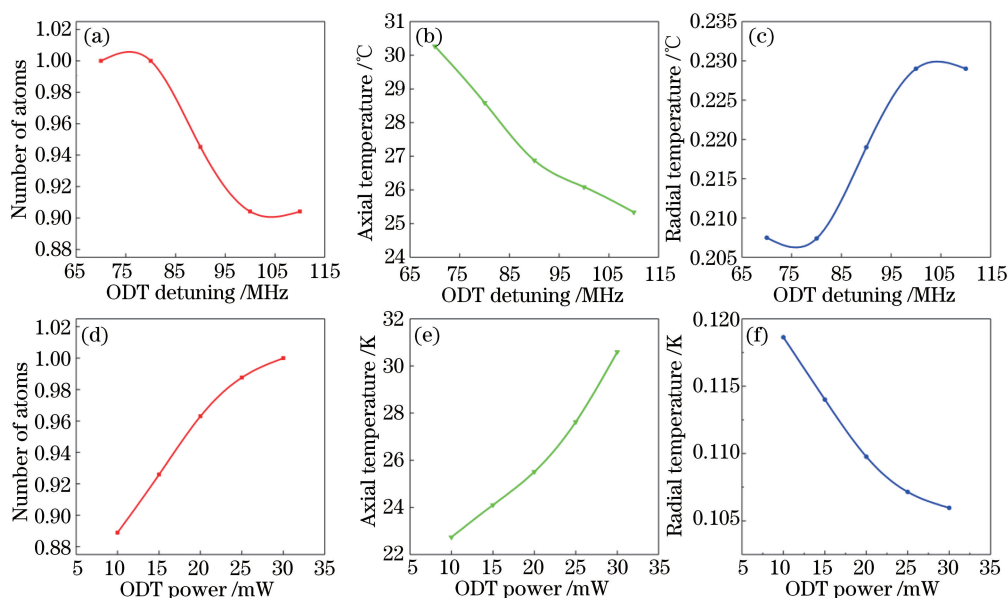 (a)
Number of atoms
1.02
1.00
0.98
0.96
0.94
0.92
0.90
0.88
65 75 85 95 105 115
ODT detuning /MHz
(b)
Axial temperature /℃
31
30
29
28
27
26
25
24
65 75 85 95 105 115
ODT detuning /MHz
(c)
Radial temperature /℃
0.235
0.230
0.225
0.220
0.215
0.210
0.205
65 75 85 95 105 115
ODT detuning /MHz
(d)
Number of atoms
1.02
1.00
0.98
0.96
0.93
0.92
0.90
0.88
5 10 15 20 25 30 35
ODT power /mW
(e)
Axial temperature /K
32
30
28
26
24
22
5 10 15 20 25 30 35
ODT power /mW
(f)
Radial temperature /K
0.120
0.115
0.110
0.105
5 10 15 20 25 30 35
ODT power /mW